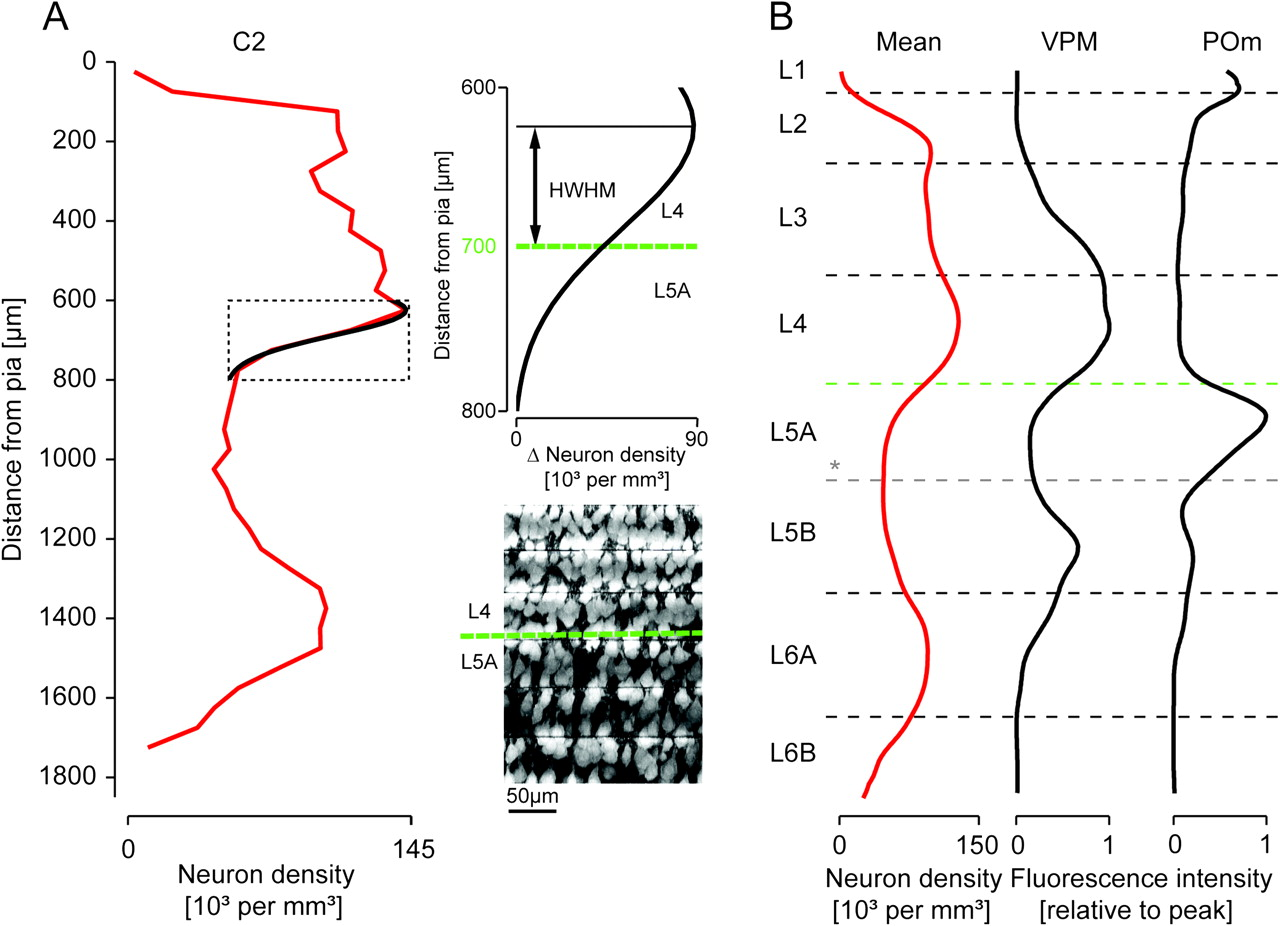 A
C2
0
200
400
600
800
1000
1200
1400
1600
1800
Distance from pia [µm]
0
145
Neuron density
[10³ per mm³]
600
700
800
Distance from pia [µm]
HWHM
L4
L5A
0
90
Δ Neuron density
[10³ per mm³]
L4
L5A
50µm
B
Mean
VPM
POm
L1
L2
L3
L4
L5A
*
L5B
L6A
L6B
0
150
0
1
0
1
Neuron density
[10³ per mm³]
Fluorescence intensity
[relative to peak]